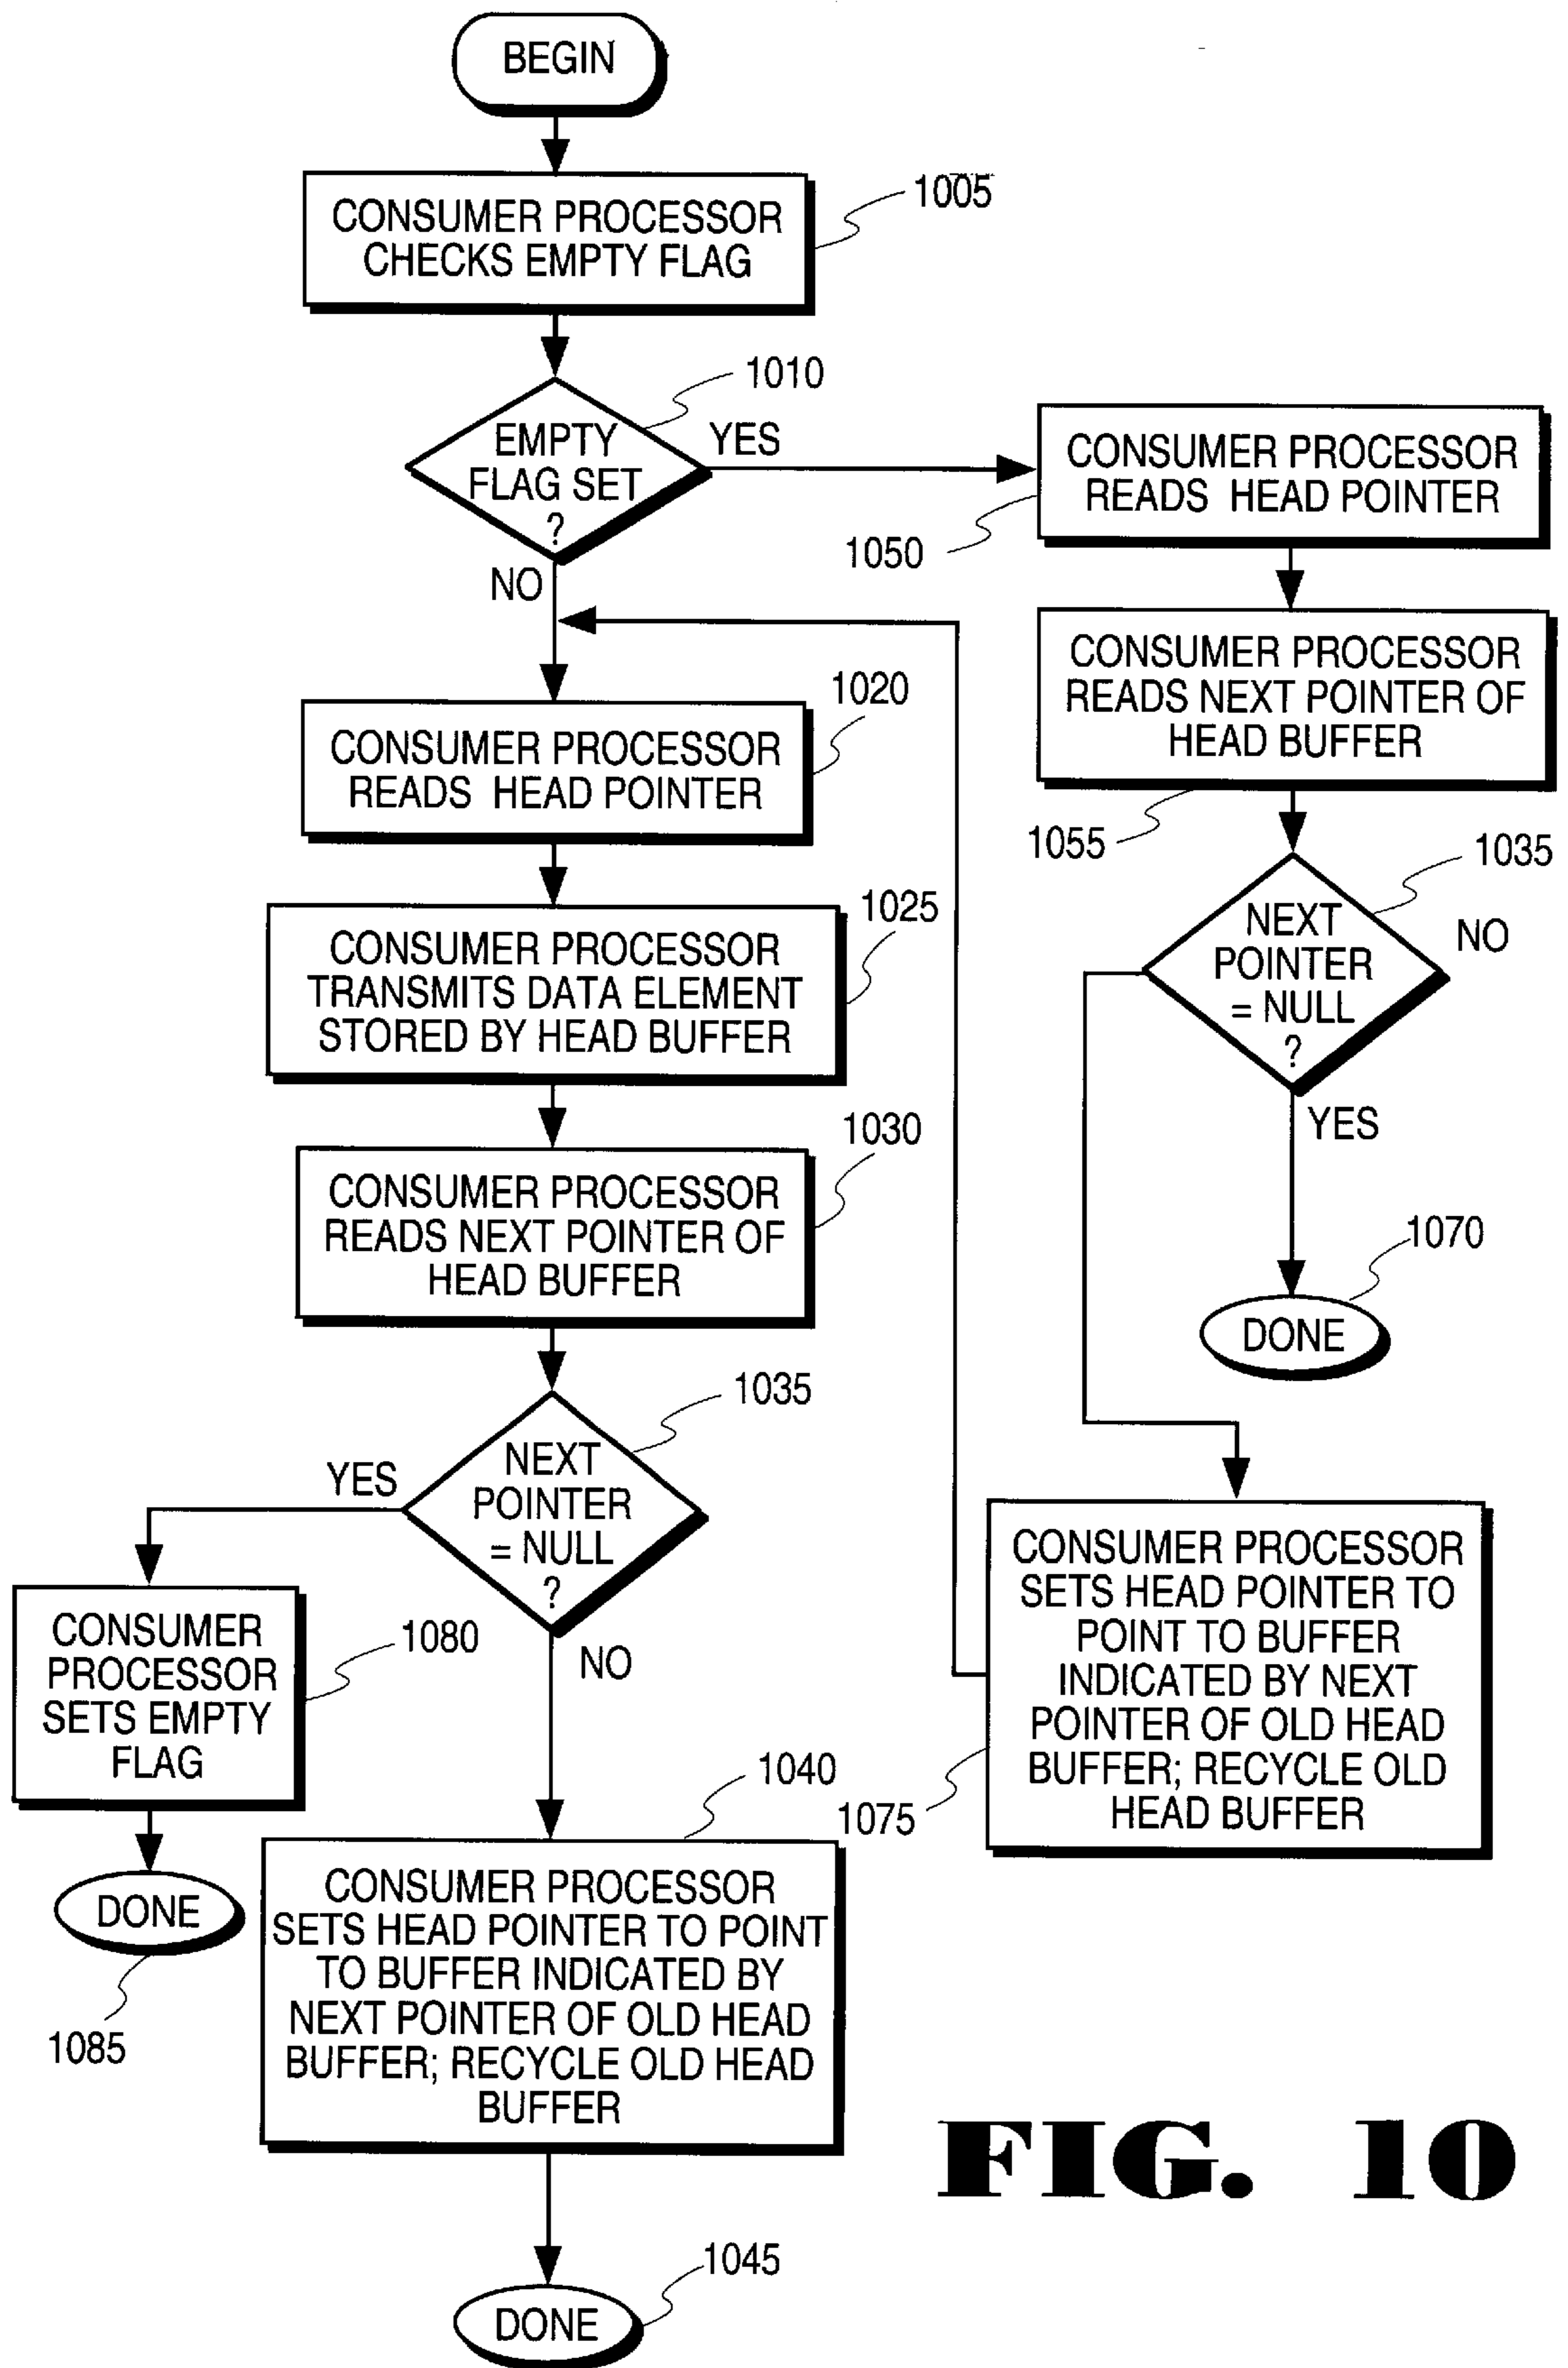 BEGIN
1005
CONSUMER PROCESSOR
CHECKS EMPTY FLAG
1010
EMPTY
FLAG SET
?
YES
NO
CONSUMER PROCESSOR
READS HEAD POINTER
1050
CONSUMER PROCESSOR
READS NEXT POINTER OF
HEAD BUFFER
1055
1035
NEXT
POINTER
= NULL
?
NO
YES
1070
DONE
1020
CONSUMER PROCESSOR
READS HEAD POINTER
1025
CONSUMER PROCESSOR
TRANSMITS DATA ELEMENT
STORED BY HEAD BUFFER
1030
CONSUMER PROCESSOR
READS NEXT POINTER OF
HEAD BUFFER
1035
NEXT
POINTER
= NULL
?
YES
NO
CONSUMER
PROCESSOR
SETS EMPTY
FLAG
1080
DONE
1085
1040
CONSUMER PROCESSOR
SETS HEAD POINTER TO POINT
TO BUFFER INDICATED BY
NEXT POINTER OF OLD HEAD
BUFFER; RECYCLE OLD HEAD
BUFFER
1045
DONE
CONSUMER PROCESSOR
SETS HEAD POINTER TO
POINT TO BUFFER
INDICATED BY NEXT
POINTER OF OLD HEAD
BUFFER; RECYCLE OLD
HEAD BUFFER
1075
FIG. 10